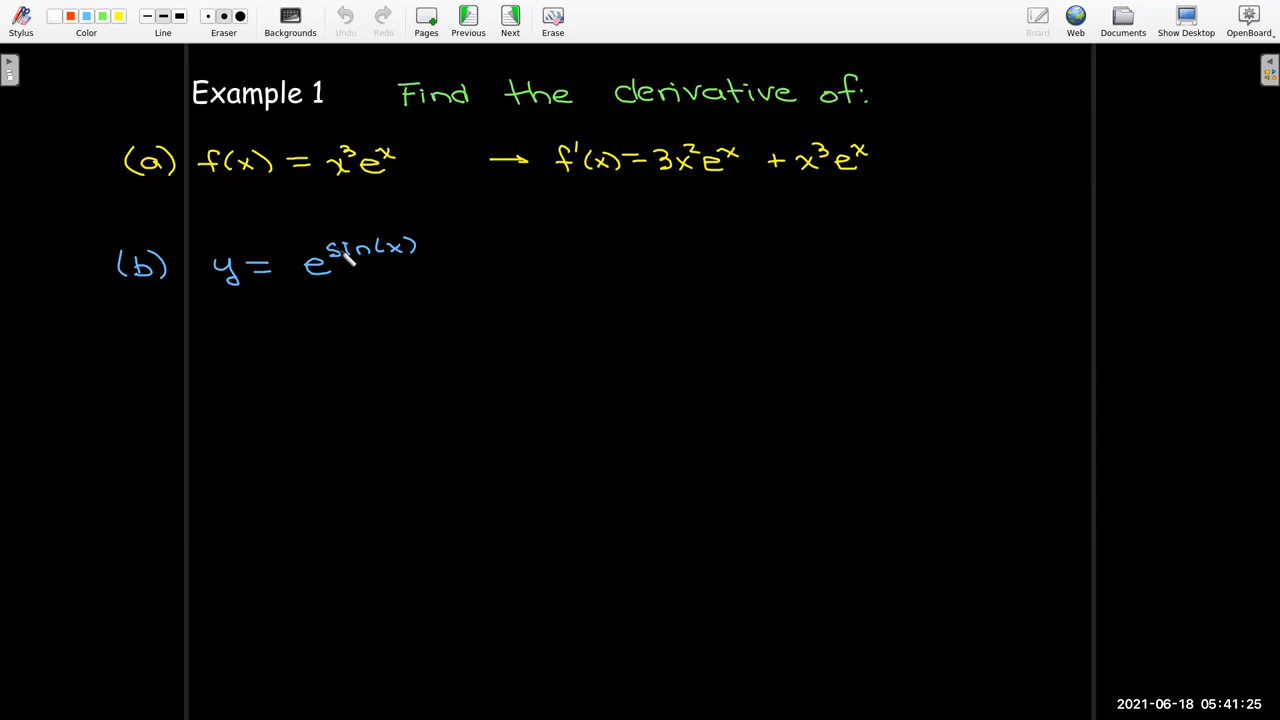 Stylus Color Line Eraser Backgrounds Undo Redo Pages Previous Next Erase Board Web Documents Show Desktop OpenBoard
Example 1 Find the derivative of:
(a) f(x) = x³eˣ → f'(x) = 3x²eˣ + x³eˣ
(b) y = e^sin(x)
2021-06-18 05:41:25